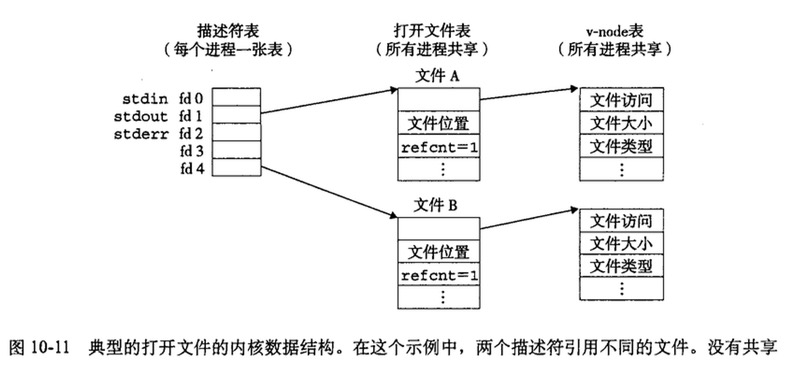 描述符表 打开文件表 v-node表
(每个进程一张表) (所有进程共享) (所有进程共享)
文件 A
stdin fd 0
stdout fd 1
stderr fd 2
fd 3
fd 4
文件位置
refcnt=1
⋮
文件访问
文件大小
文件类型
⋮
文件 B
文件位置
refcnt=1
⋮
文件访问
文件大小
文件类型
⋮
图 10-11 典型的打开文件的内核数据结构。在这个示例中，两个描述符引用不同的文件。没有共享